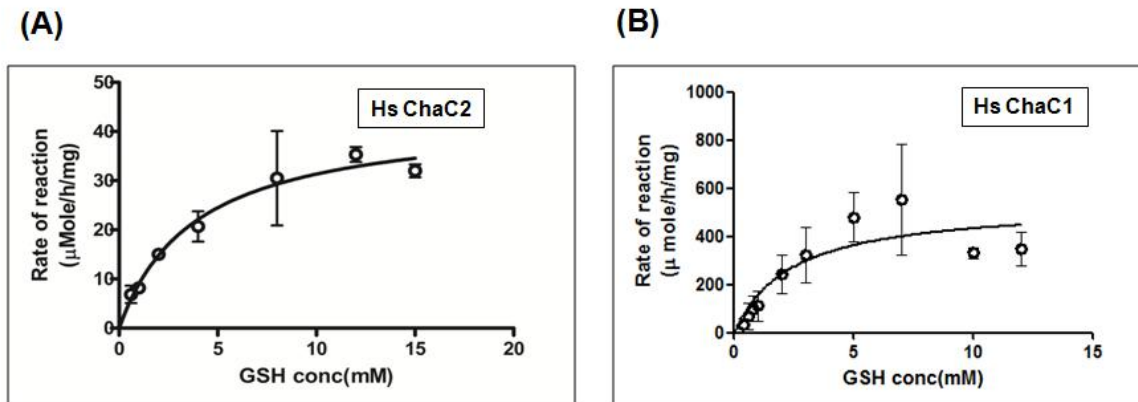 (A)
(B)
Hs ChaC2
50
40
30
20
10
0
Rate of reaction
(µMole/h/mg)
0 5 10 15 20
GSH conc(mM)
Hs ChaC1
1000
800
600
400
200
0
Rate of reaction
(µ mole/h/mg)
0 5 10 15
GSH conc(mM)